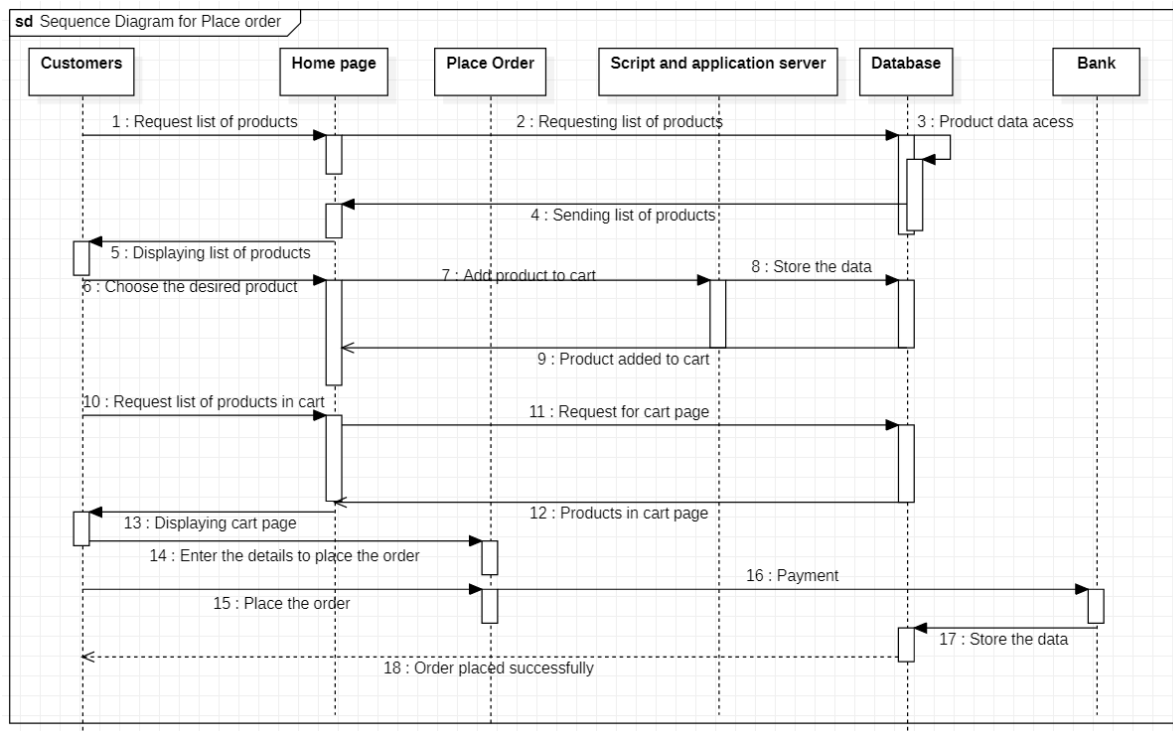 sd Sequence Diagram for Place order
Customers
Home page
Place Order
Script and application server
Database
Bank
1 : Request list of products
2 : Requesting list of products
3 : Product data acess
4 : Sending list of products
5 : Displaying list of products
6 : Choose the desired product
7 : Add product to cart
8 : Store the data
9 : Product added to cart
10 : Request list of products in cart
11 : Request for cart page
12 : Products in cart page
13 : Displaying cart page
14 : Enter the details to place the order
15 : Place the order
16 : Payment
17 : Store the data
18 : Order placed successfully